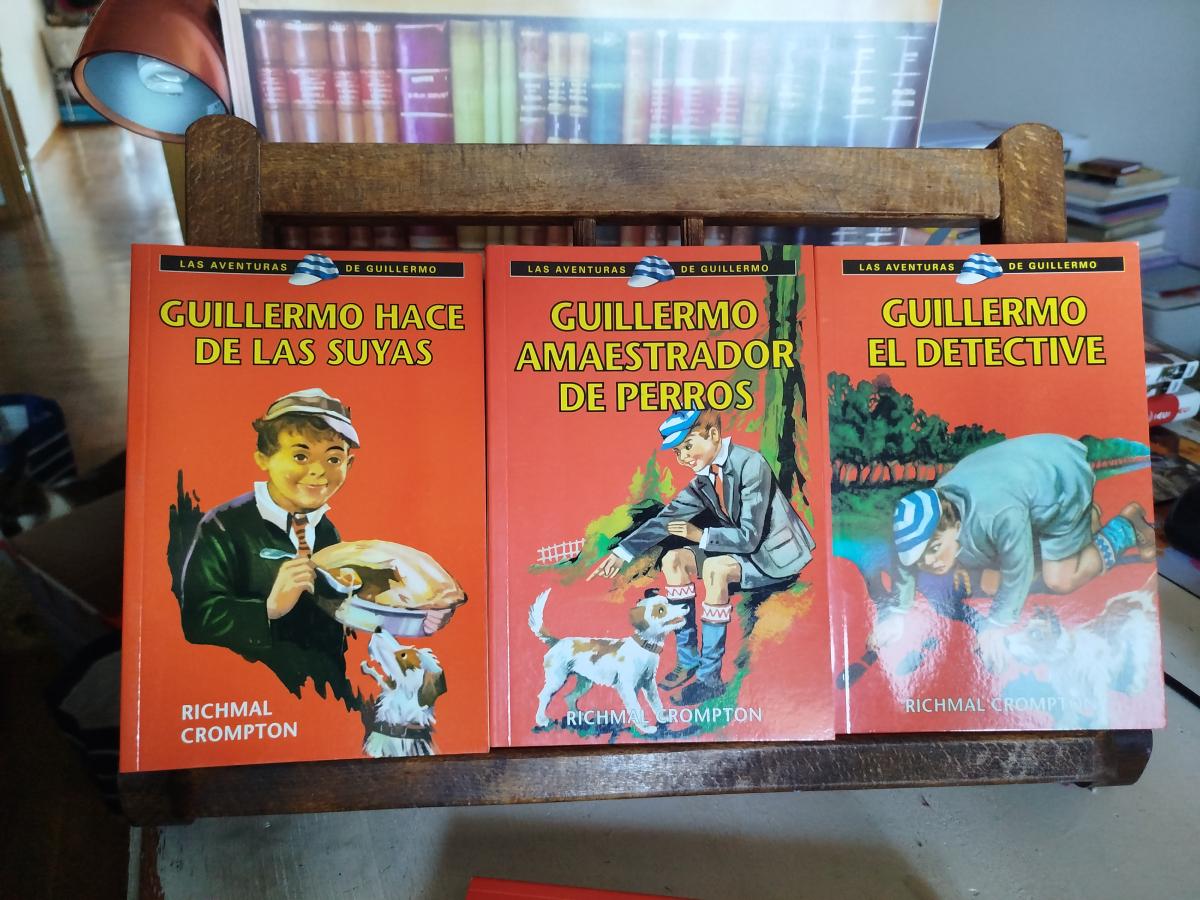 LAS AVENTURAS DE GUILLERMO
GUILLERMO HACE
DE LAS SUYAS
RICHMAL
CROMPTON
LAS AVENTURAS DE GUILLERMO
GUILLERMO
AMAESTRADOR
DE PERROS
RICHMAL CROMPTON
LAS AVENTURAS DE GUILLERMO
GUILLERMO
EL DETECTIVE
RICHMAL CROMPTON